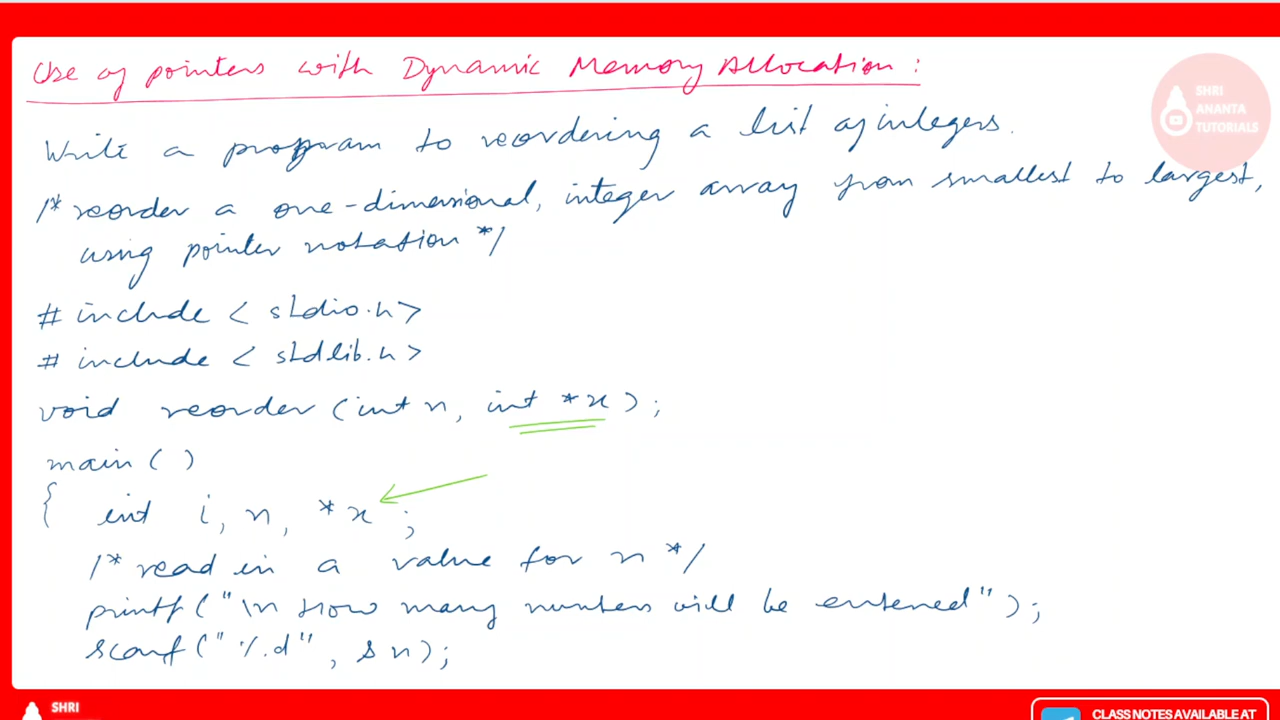 Use of pointers with Dynamic Memory Allocation :
SHRI
ANANTA
TUTORIALS
Write a program to reordering a list of integers.
/* reorder a one-dimensional, integer array from smallest to largest,
using pointer notation */
# include < stdio.h>
# include < stdlib.h>
void reorder (int n, int *x) ;
main ( )
{ int i, n, *x ;
/* read in a value for n */
printf ("\n How many numbers will be entered") ;
scanf ("%d", &n);
SHRI
CLASS NOTES AVAILABLE AT